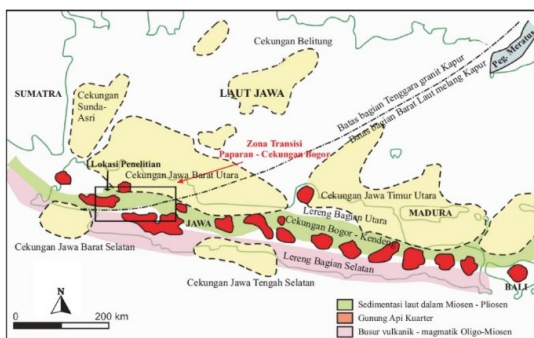 Cekungan Belitung
Peg. Meratus
SUMATRA
Cekungan
Sunda-
Asri
LAUT JAWA
Batas bagian Tenggara granit Kapur
Batas bagian Barat Laut melang Kapur
Zona Transisi
Paparan - Cekungan Bogor
Lokasi Penelitian
Cekungan Jawa Barat Utara
Cekungan Jawa Timur Utara
Lereng Bagian Utara
MADURA
JAWA
Cekungan Bogor - Kendeng
Cekungan Jawa Barat Selatan
Lereng Bagian Selatan
Cekungan Jawa Tengah Selatan
BALI
N
0
200 km
Sedimentasi laut dalam Miosen - Pliosen
Gunung Api Kuarter
Busur vulkanik - magmatik Oligo-Miosen